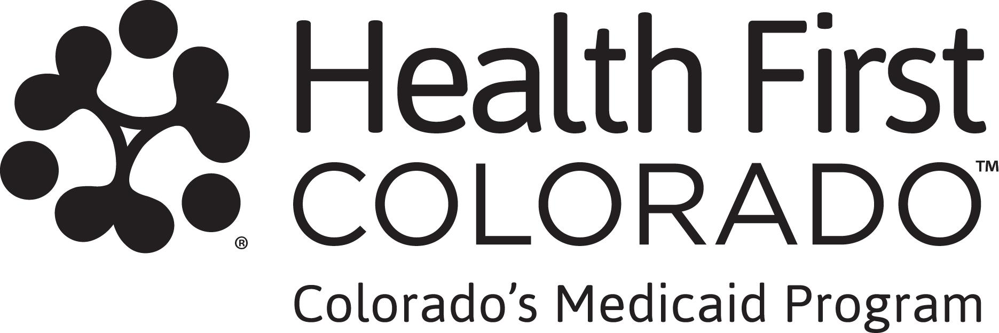 Health First
COLORADO™
®
Colorado’s Medicaid Program